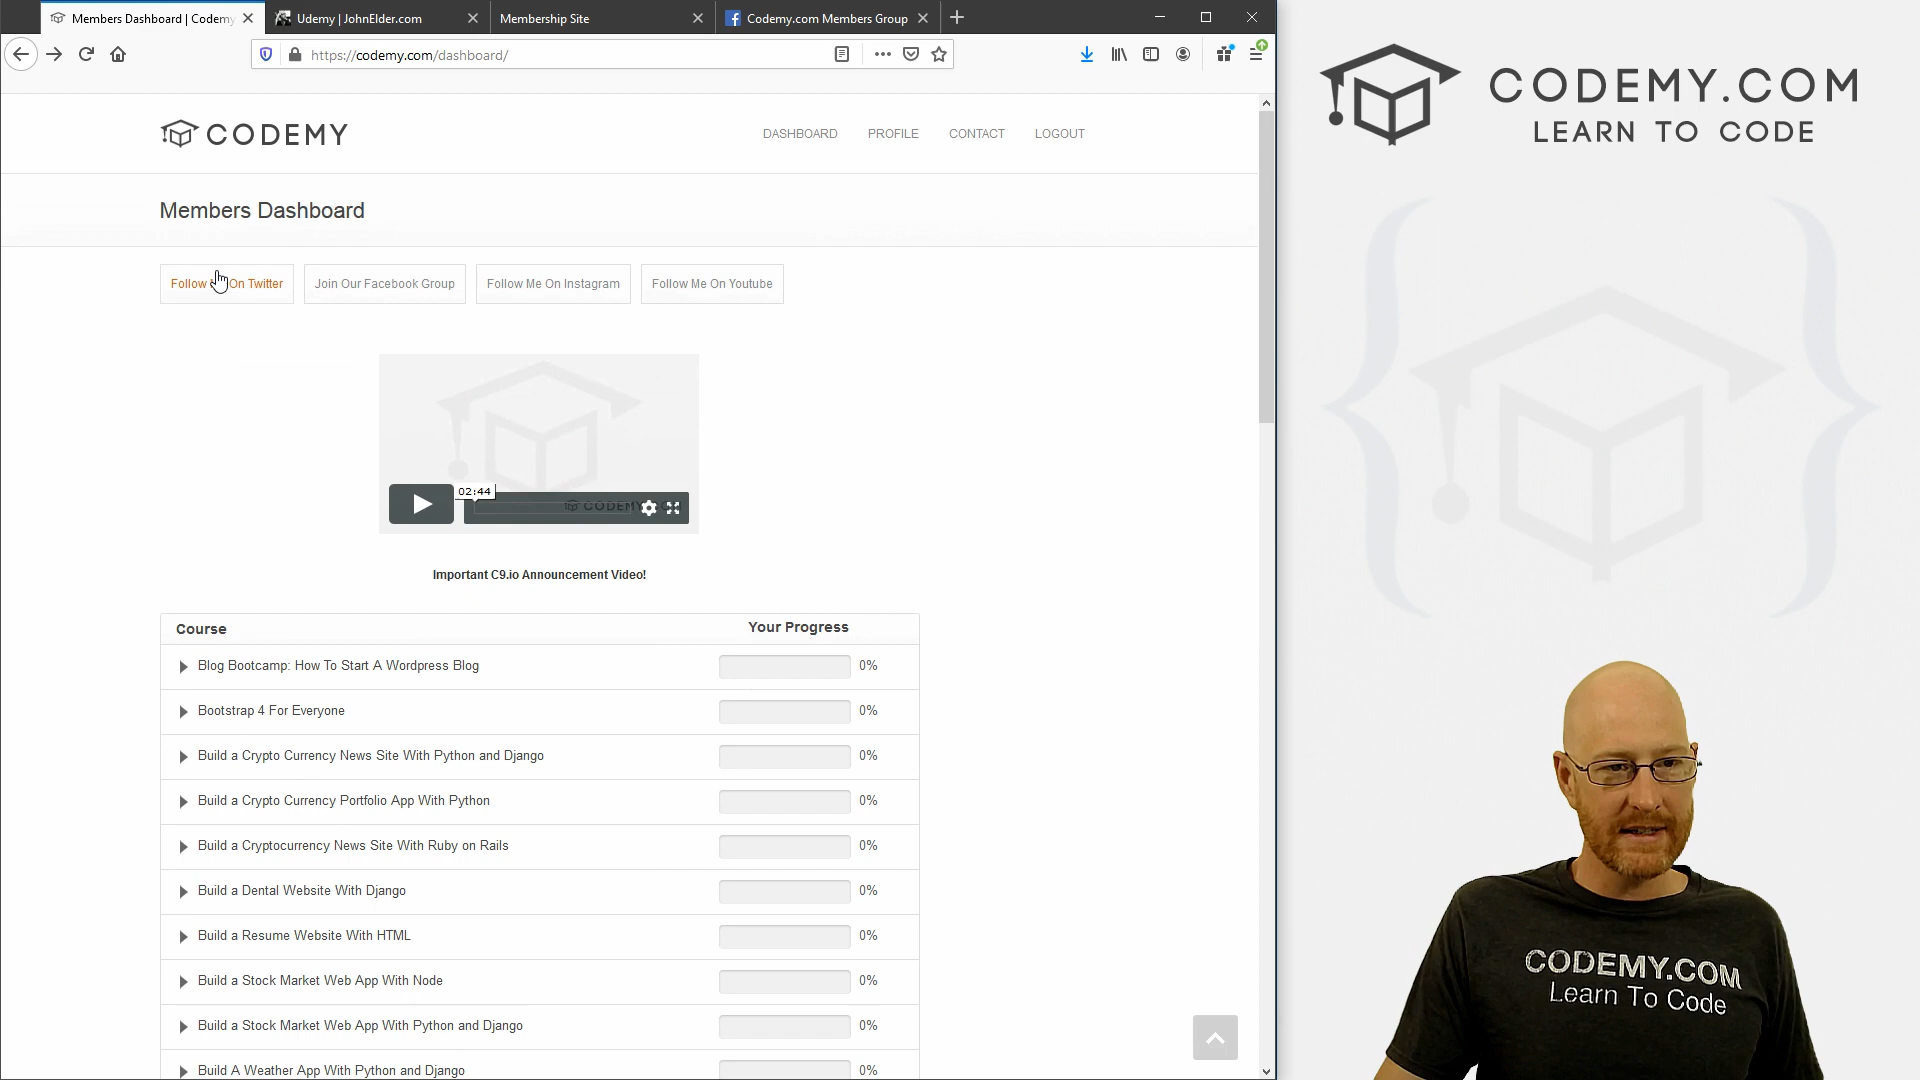 Members Dashboard | Codemy
Udemy | JohnElder.com
Membership Site
Codemy.com Members Group
https://codemy.com/dashboard/
CODEMY
DASHBOARD
PROFILE
CONTACT
LOGOUT
Members Dashboard
Follow On Twitter
Join Our Facebook Group
Follow Me On Instagram
Follow Me On Youtube
02:44
Important C9.io Announcement Video!
Course
Your Progress
Blog Bootcamp: How To Start A Wordpress Blog
0%
Bootstrap 4 For Everyone
0%
Build a Crypto Currency News Site With Python and Django
0%
Build a Crypto Currency Portfolio App With Python
0%
Build a Cryptocurrency News Site With Ruby on Rails
0%
Build a Dental Website With Django
0%
Build a Resume Website With HTML
0%
Build a Stock Market Web App With Node
0%
Build a Stock Market Web App With Python and Django
0%
Build A Weather App With Python and Django
0%
CODEMY.COM
LEARN TO CODE
CODEMY.COM
Learn To Code